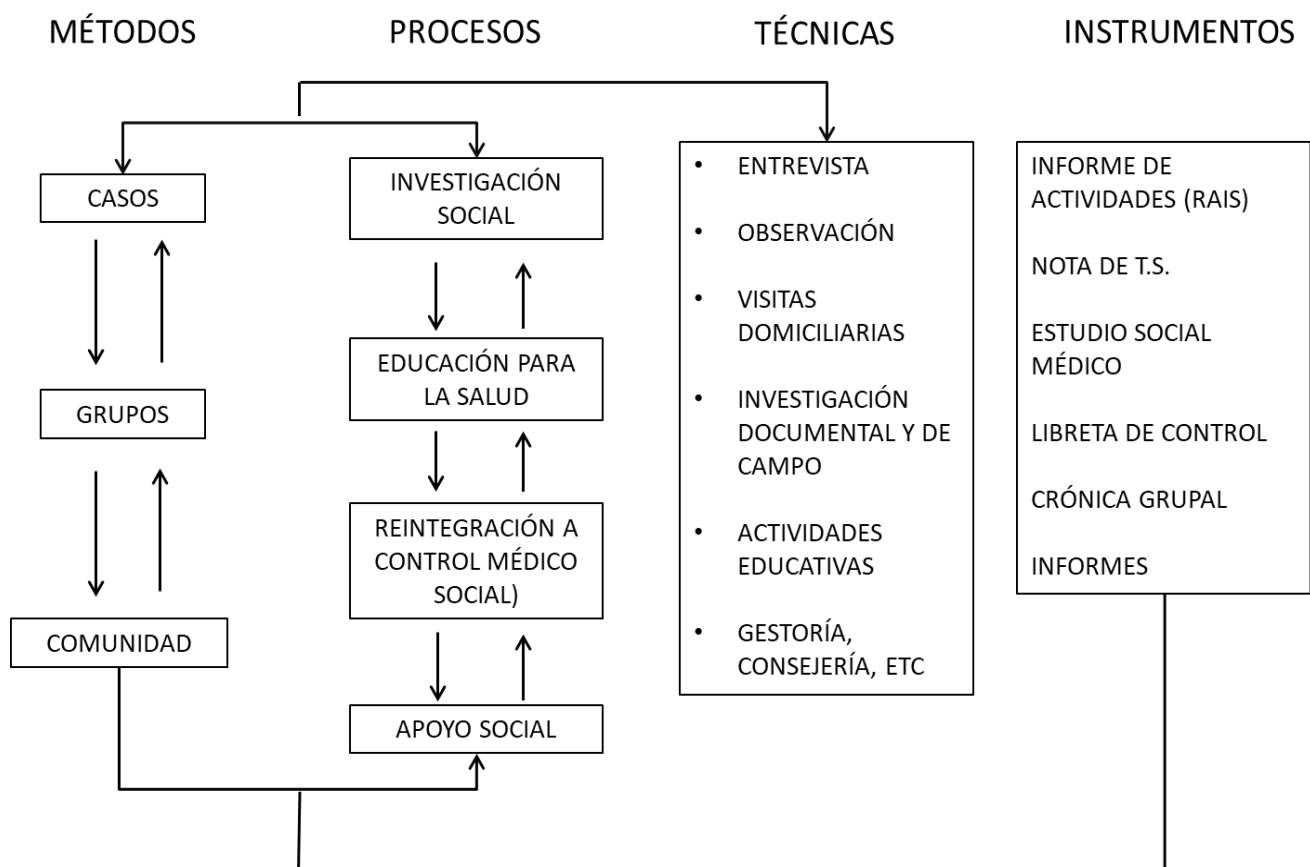 MÉTODOS
PROCESOS
TÉCNICAS
INSTRUMENTOS
CASOS
GRUPOS
COMUNIDAD
INVESTIGACIÓN
SOCIAL
EDUCACIÓN PARA
LA SALUD
REINTEGRACIÓN A
CONTROL MÉDICO
SOCIAL)
APOYO SOCIAL
• ENTREVISTA
• OBSERVACIÓN
• VISITAS
DOMICILIARIAS
• INVESTIGACIÓN
DOCUMENTAL Y DE
CAMPO
• ACTIVIDADES
EDUCATIVAS
• GESTORÍA,
CONSEJERÍA, ETC
INFORME DE
ACTIVIDADES (RAIS)
NOTA DE T.S.
ESTUDIO SOCIAL
MÉDICO
LIBRETA DE CONTROL
CRÓNICA GRUPAL
INFORMES